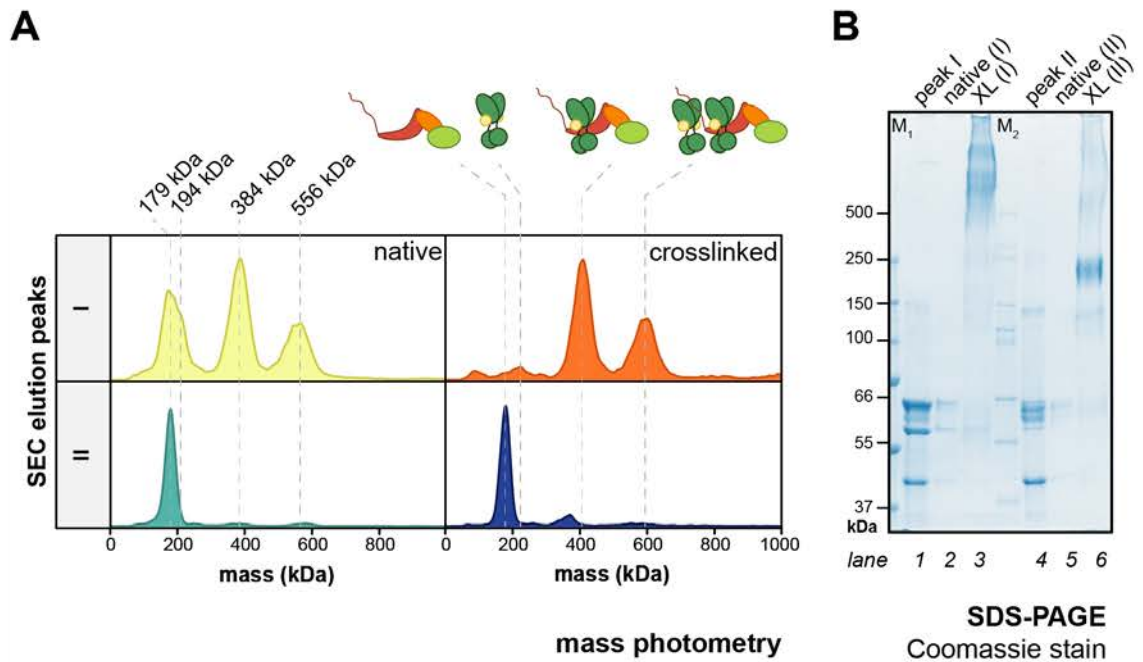 A
B
179 kDa
194 kDa
384 kDa
556 kDa
SEC elution peaks
I
II
native
crosslinked
0 200 400 600 800 0 200 400 600 800 1000
mass (kDa) mass (kDa)
mass photometry
peak I
native (I)
XL (I)
peak II
native (II)
XL (II)
M1 M2
500
250
150
100
66
55
37
kDa
lane 1 2 3 4 5 6
SDS-PAGE
Coomassie stain